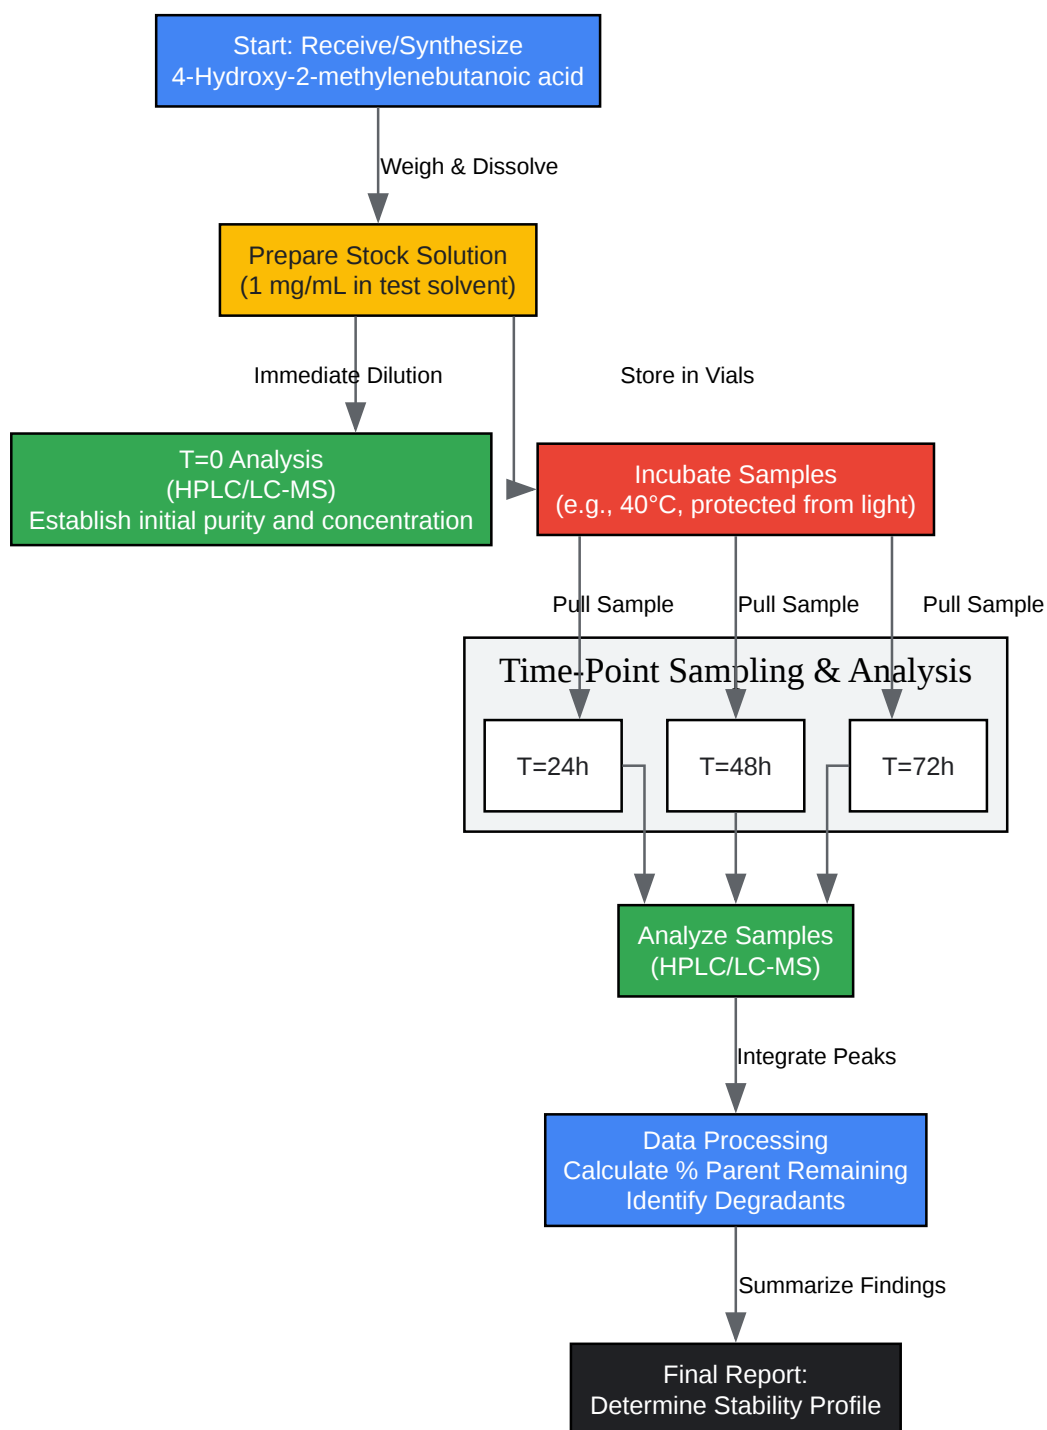 Start: Receive/Synthesize
4-Hydroxy-2-methylenebutanoic acid
Weigh & Dissolve
Prepare Stock Solution
(1 mg/mL in test solvent)
Immediate Dilution
Store in Vials
T=0 Analysis
(HPLC/LC-MS)
Establish initial purity and concentration
Incubate Samples
(e.g., 40°C, protected from light)
Pull Sample
Pull Sample
Pull Sample
Time-Point Sampling & Analysis
T=24h
T=48h
T=72h
Analyze Samples
(HPLC/LC-MS)
Integrate Peaks
Data Processing
Calculate % Parent Remaining
Identify Degradants
Summarize Findings
Final Report:
Determine Stability Profile